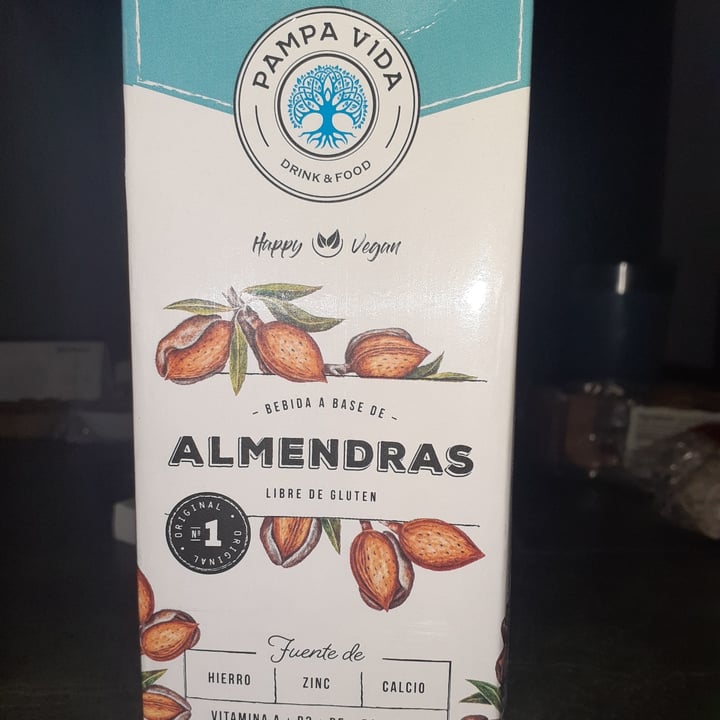 PAMPA VIDA
DRINK & FOOD
Happy Vegan
- BEBIDA A BASE DE -
ALMENDRAS
LIBRE DE GLUTEN
ORIGINAL • ORIGINAL •
Nº1
Fuente de
HIERRO ZINC CALCIO
VITAMINA A